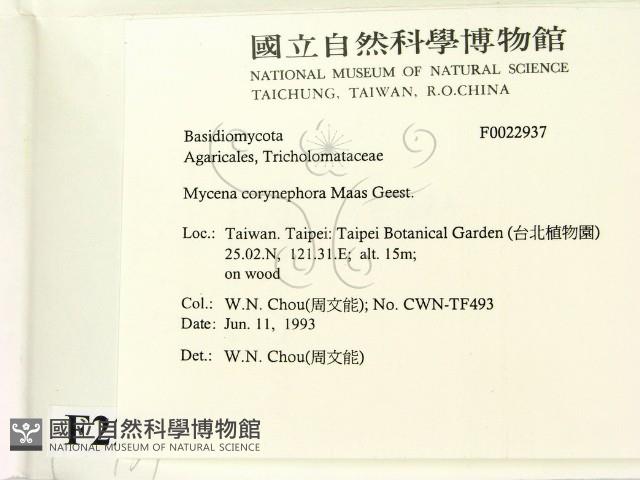 國立自然科學博物館
NATIONAL MUSEUM OF NATURAL SCIENCE
TAICHUNG, TAIWAN, R.O.CHINA
Basidiomycota F0022937
Agaricales, Tricholomataceae
Mycena corynephora Maas Geest.
Loc.: Taiwan. Taipei: Taipei Botanical Garden (台北植物園)
25.02.N, 121.31.E; alt. 15m;
on wood
Col.: W.N. Chou(周文能); No. CWN-TF493
Date: Jun. 11, 1993
Det.: W.N. Chou(周文能)
F2
國立自然科學博物館
NATIONAL MUSEUM OF NATURAL SCIENCE